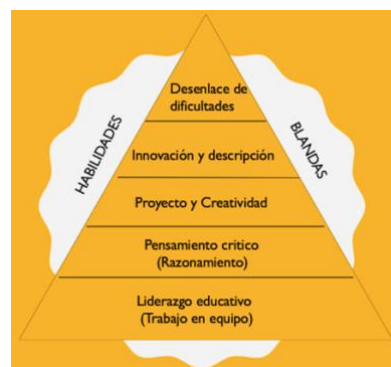 Desenlace de
dificultades
HABILIDADES
BLANDAS
Innovación y descripción
Proyecto y Creatividad
Pensamiento critico
(Razonamiento)
Liderazgo educativo
(Trabajo en equipo)